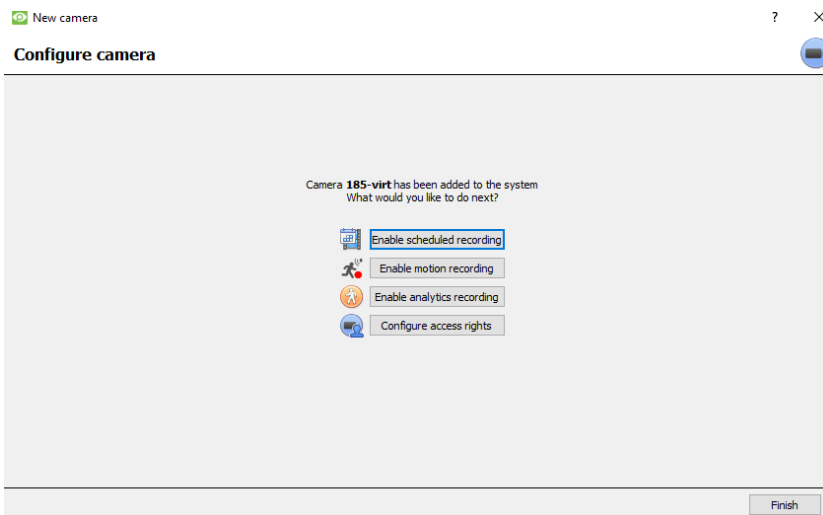 New camera
?
Configure camera
Camera 185-virt has been added to the system
What would you like to do next?
Enable scheduled recording
Enable motion recording
Enable analytics recording
Configure access rights
Finish